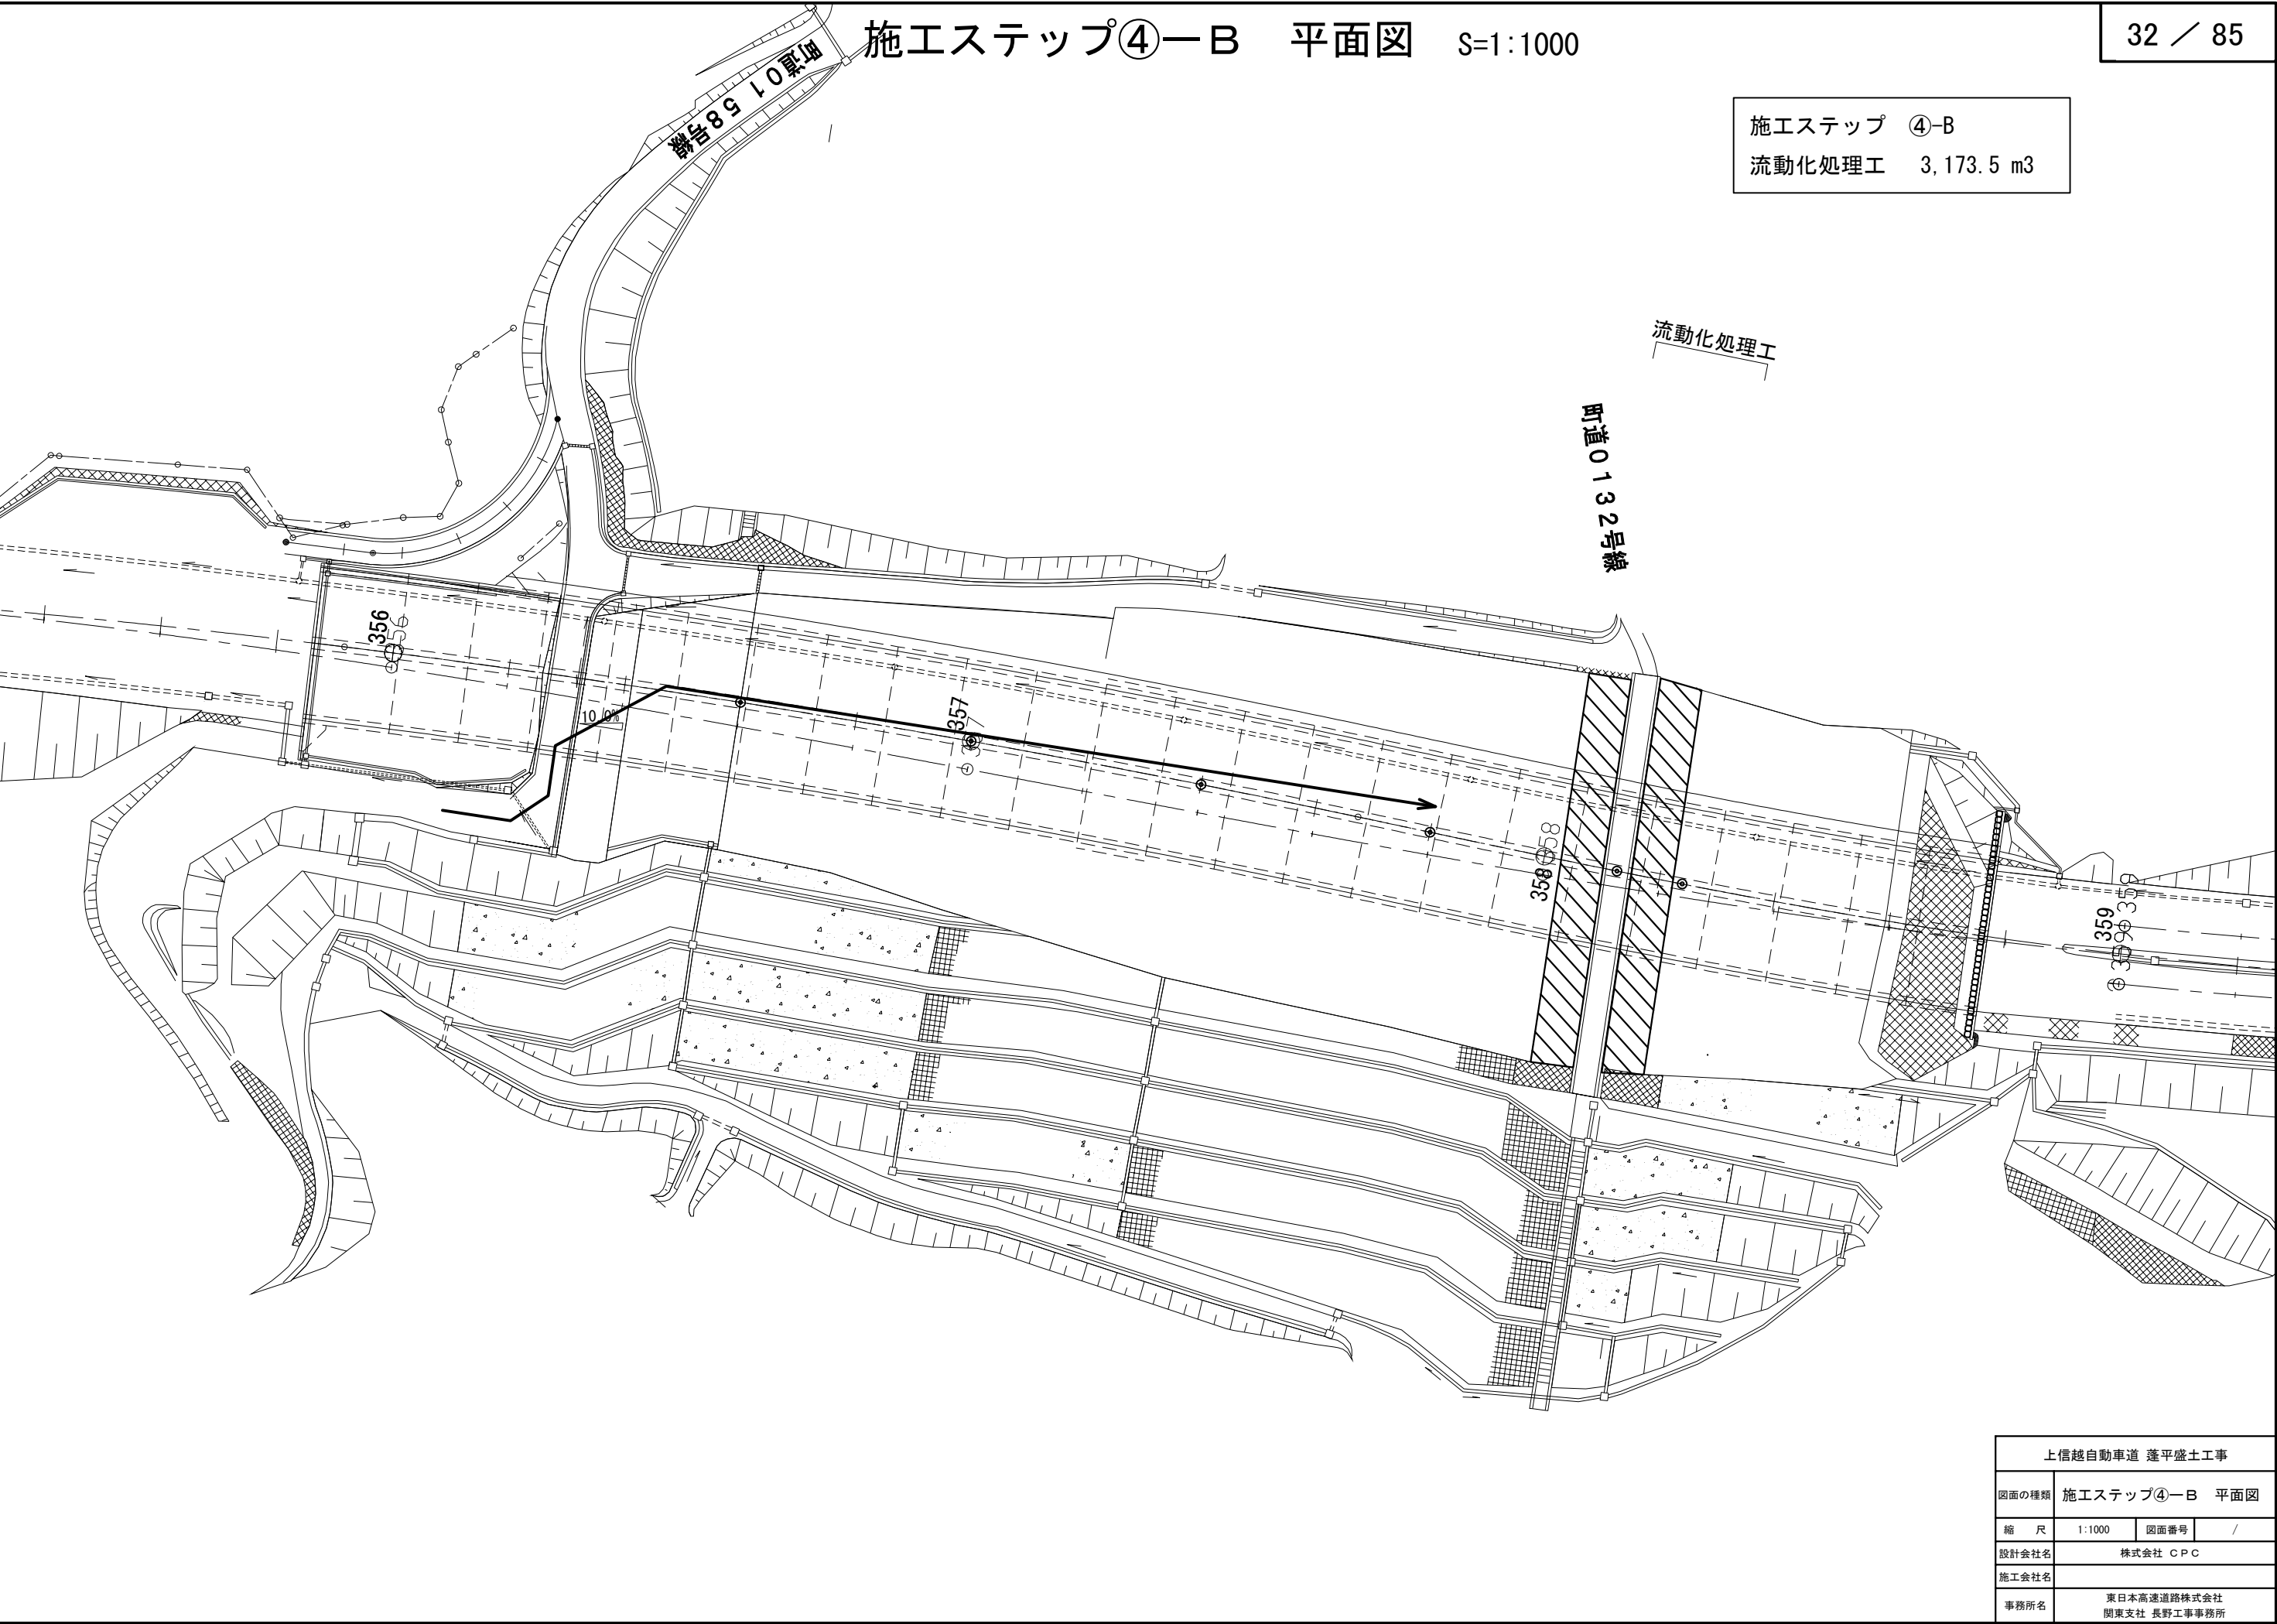 施工ステップ④ーＢ　平面図　S=1:1000
32 ／ 85
施工ステップ　④-B
流動化処理工　3,173.5 m3
町道０１５８号線
流動化処理工
町道０１３２号線
356
10.0%
357
358
359
上信越自動車道 蓬平盛土工事
図面の種類　施工ステップ④ーＢ　平面図
縮　尺　1:1000　図面番号　/
設計会社名　株式会社 ＣＰＣ
施工会社名
事務所名　東日本高速道路株式会社
関東支社 長野工事事務所